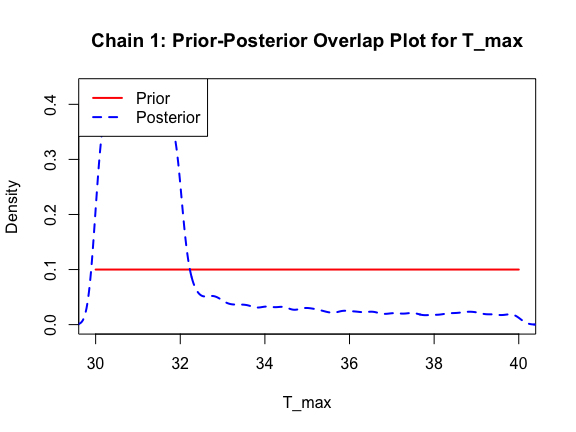 Chain 1: Prior-Posterior Overlap Plot for T_max
Prior
Posterior
Density
0.4
0.3
0.2
0.1
0.0
30 32 34 36 38 40
T_max